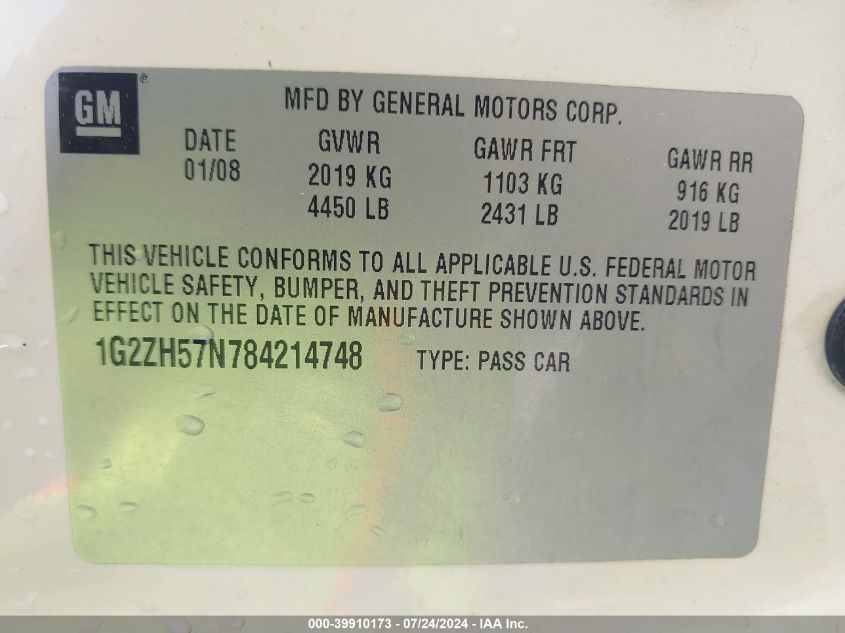 GM ®
MFD BY GENERAL MOTORS CORP.
DATE GVWR GAWR FRT GAWR RR
01/08 2019 KG 1103 KG 916 KG
4450 LB 2431 LB 2019 LB
THIS VEHICLE CONFORMS TO ALL APPLICABLE U.S. FEDERAL MOTOR
VEHICLE SAFETY, BUMPER, AND THEFT PREVENTION STANDARDS IN
EFFECT ON THE DATE OF MANUFACTURE SHOWN ABOVE.
1G2ZH57N784214748 TYPE: PASS CAR
000-39910173 / 07/24/2024 - IAA Inc.